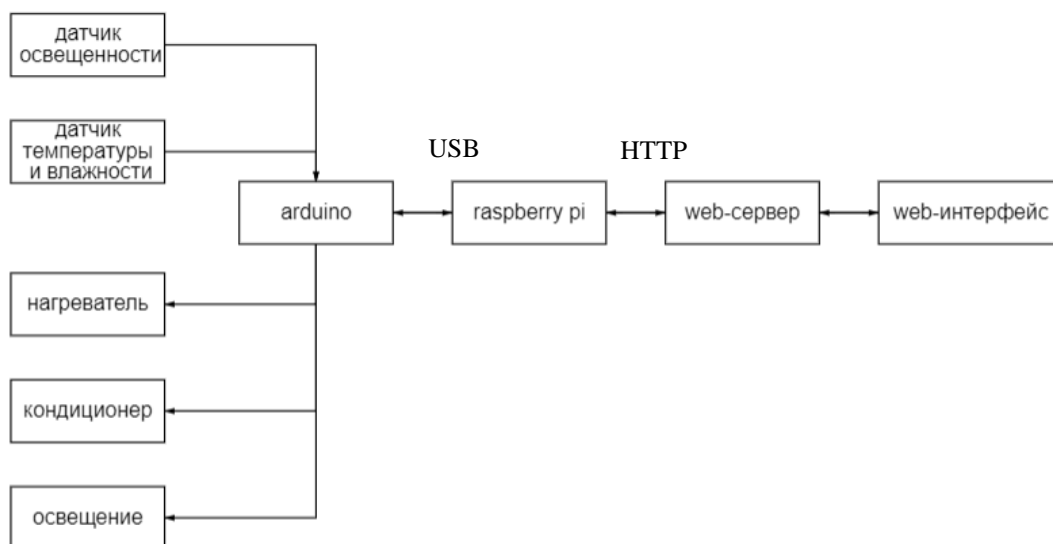 датчик
освещенности
датчик
температуры
и влажности
USB
HTTP
arduino
raspberry pi
web-сервер
web-интерфейс
нагреватель
кондиционер
освещение